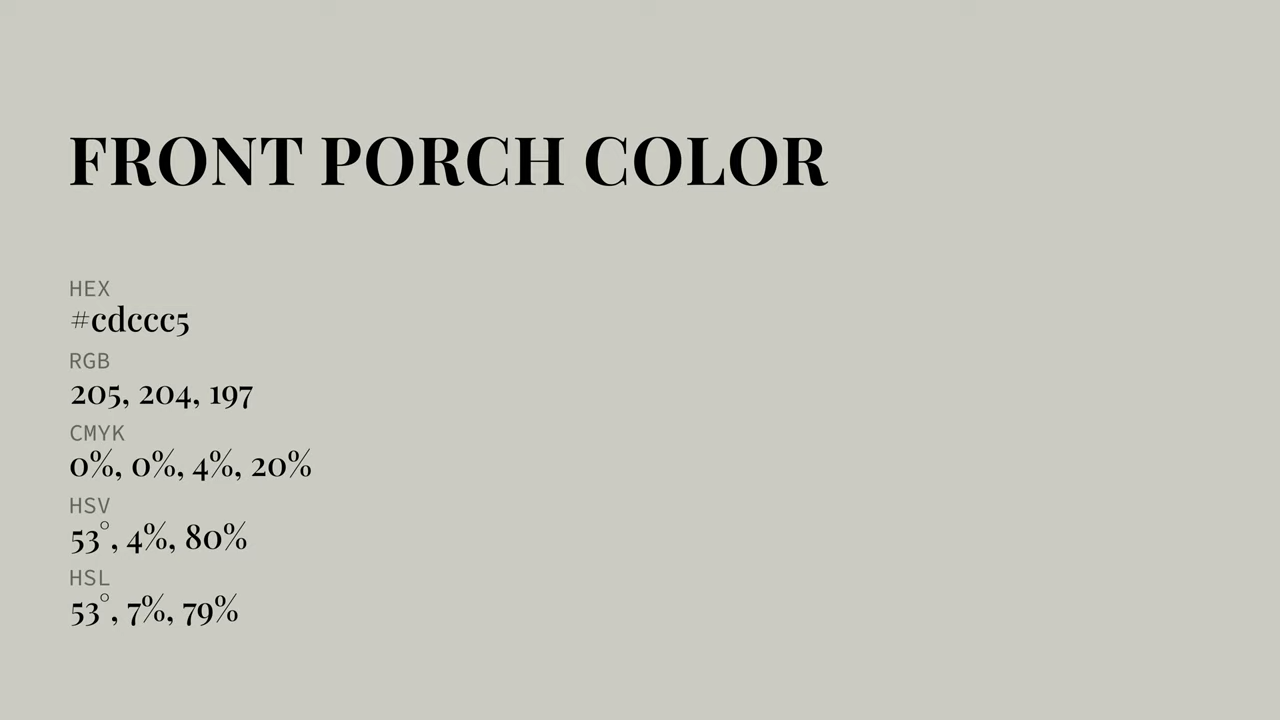 FRONT PORCH COLOR
HEX
#cdccc5
RGB
205, 204, 197
CMYK
0%, 0%, 4%, 20%
HSV
53°, 4%, 80%
HSL
53°, 7%, 79%